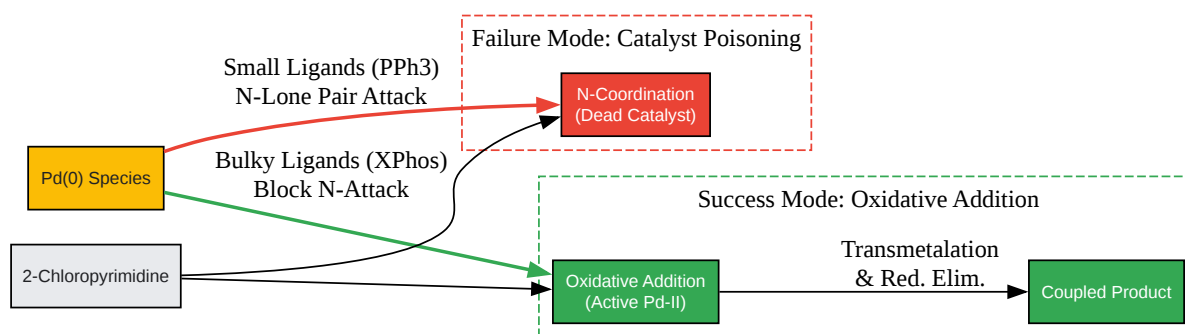 Failure Mode: Catalyst Poisoning
Small Ligands (PPh3)
N-Lone Pair Attack
N-Coordination
(Dead Catalyst)
Pd(0) Species
Bulky Ligands (XPhos)
Block N-Attack
Success Mode: Oxidative Addition
2-Chloropyrimidine
Oxidative Addition
(Active Pd-II)
Transmetalation
& Red. Elim.
Coupled Product